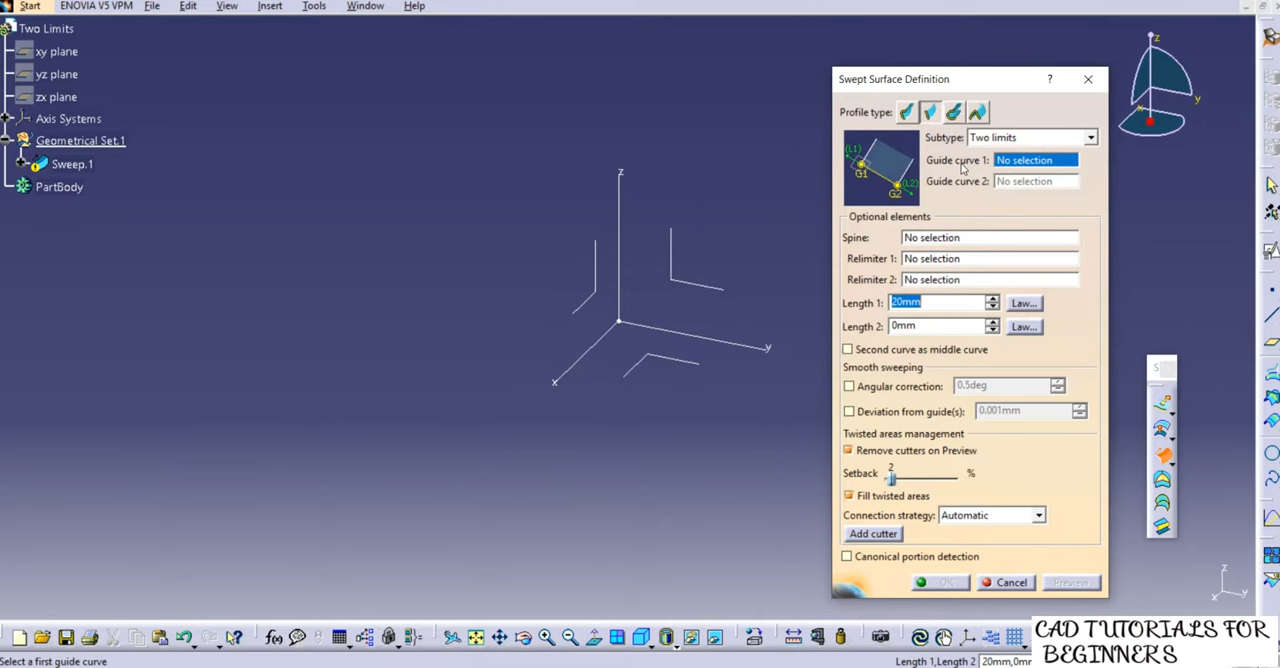 Start ENOVIA V5 VPM File Edit View Insert Tools Window Help
Two Limits
xy plane
yz plane
zx plane
Axis Systems
Geometrical Set.1
Sweep.1
PartBody
z
y
x
z
y
x
Swept Surface Definition ?
Profile type:
Subtype: Two limits
(L1)
G1
(L2)
G2
Guide curve 1: No selection
Guide curve 2: No selection
Optional elements
Spine: No selection
Relimiter 1: No selection
Relimiter 2: No selection
Length 1: 20mm Law...
Length 2: 0mm Law...
Second curve as middle curve
Smooth sweeping
Angular correction: 0.5deg
Deviation from guide(s): 0.001mm
Twisted areas management
Remove cutters on Preview
Setback 2 %
Fill twisted areas
Connection strategy: Automatic
Add cutter
Canonical portion detection
OK Cancel Preview
S
z
x y
f(x)
CAD TUTORIALS FOR
BEGINNERS
Select a first guide curve Length 1,Length 2 20mm,0mm